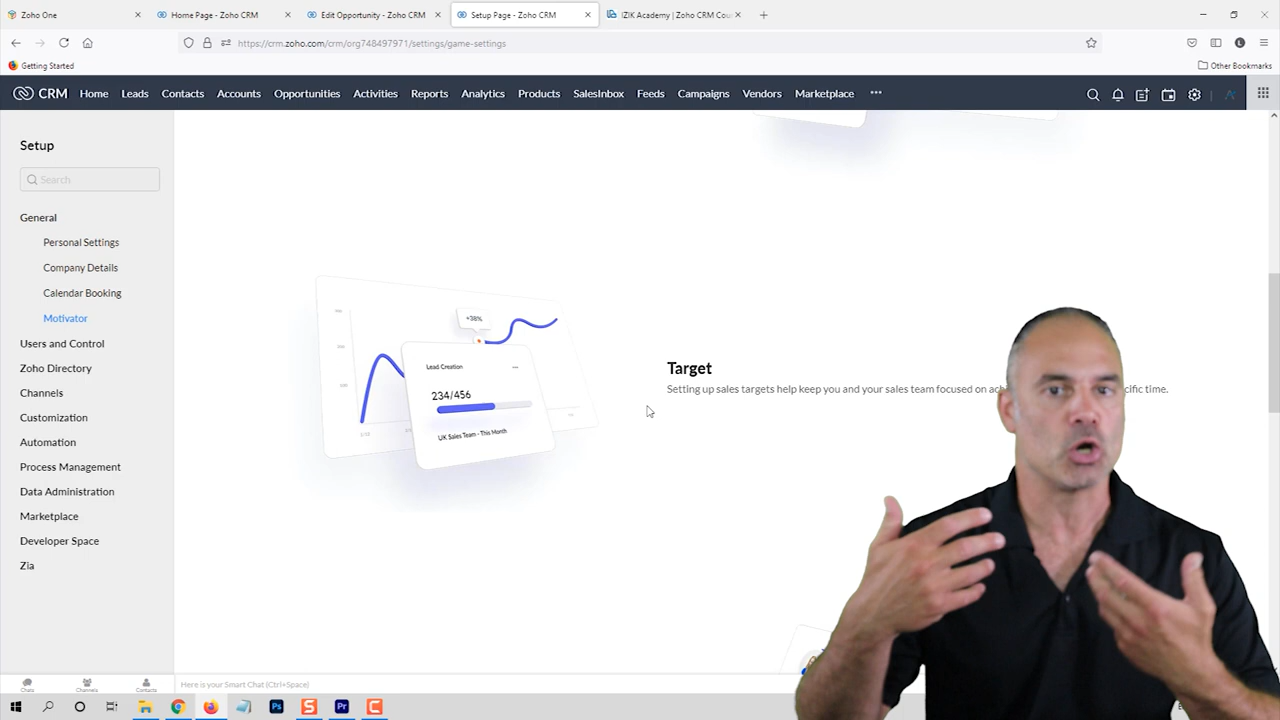 Zoho One
Home Page - Zoho CRM
Edit Opportunity - Zoho CRM
Setup Page - Zoho CRM
IZIK Academy | Zoho CRM Cou
https://crm.zoho.com/crm/org748497971/settings/game-settings
Getting Started
Other Bookmarks
CRM
Home
Leads
Contacts
Accounts
Opportunities
Activities
Reports
Analytics
Products
SalesInbox
Feeds
Campaigns
Vendors
Marketplace
Setup
Search
General
Personal Settings
Company Details
Calendar Booking
Motivator
Users and Control
Zoho Directory
Channels
Customization
Automation
Process Management
Data Administration
Marketplace
Developer Space
Zia
+38%
Lead Creation
234/456
UK Sales Team - This Month
Target
Setting up sales targets help keep you and your sales team focused on
time.
Chats
Channels
Contacts
Here is your Smart Chat (Ctrl+Space)